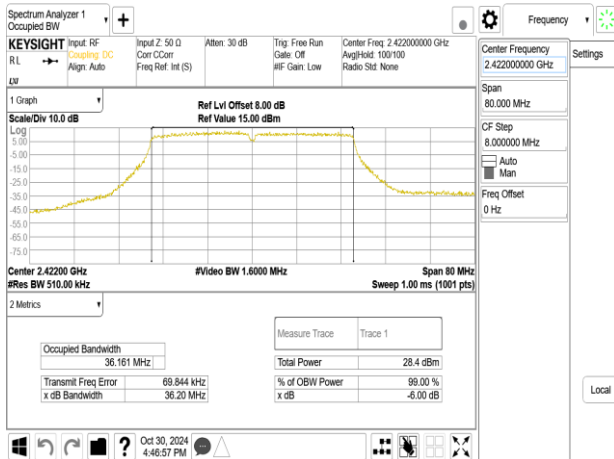 Spectrum Analyzer 1
Occupied BW
+
Frequency
KEYSIGHT
RL
LXI
Input: RF
Coupling: DC
Align: Auto
Input Z: 50 Ω
Corr CCorr
Freq Ref: Int (S)
Atten: 30 dB
Trig: Free Run
Gate: Off
#IF Gain: Low
Center Freq: 2.422000000 GHz
Avg|Hold: 100/100
Radio Std: None
Center Frequency
2.422000000 GHz
Settings
Span
80.000 MHz
CF Step
8.000000 MHz
Auto
Man
Freq Offset
0 Hz
1 Graph
Scale/Div 10.0 dB
Ref Lvl Offset 8.00 dB
Ref Value 15.00 dBm
Log
5.00
-5.00
-15.0
-25.0
-35.0
-45.0
-55.0
-65.0
-75.0
Center 2.42200 GHz
#Video BW 1.6000 MHz
Span 80 MHz
#Res BW 510.00 kHz
Sweep 1.00 ms (1001 pts)
2 Metrics
Measure Trace Trace 1
Occupied Bandwidth
36.161 MHz
Total Power 28.4 dBm
Transmit Freq Error 69.844 kHz
% of OBW Power 99.00 %
x dB Bandwidth 36.20 MHz
x dB -6.00 dB
Local
?
Oct 30, 2024
4:46:57 PM